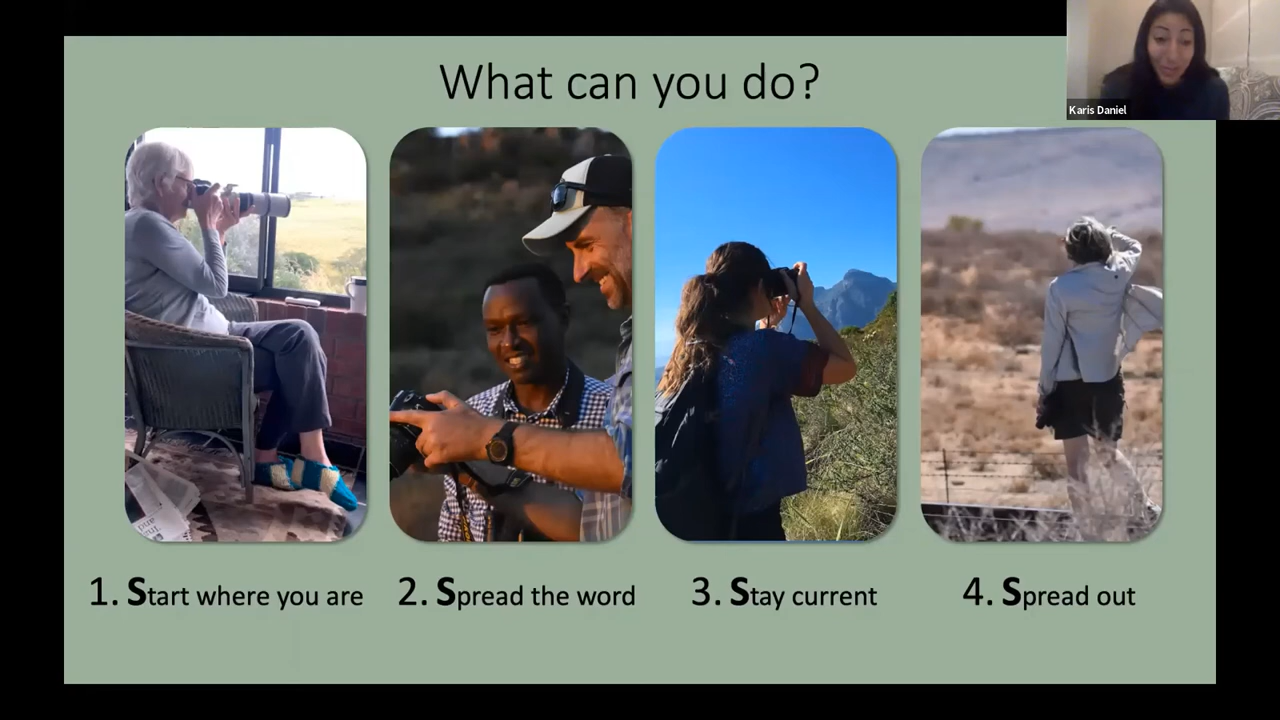 What can you do?
Karis Daniel
1. Start where you are
2. Spread the word
3. Stay current
4. Spread out